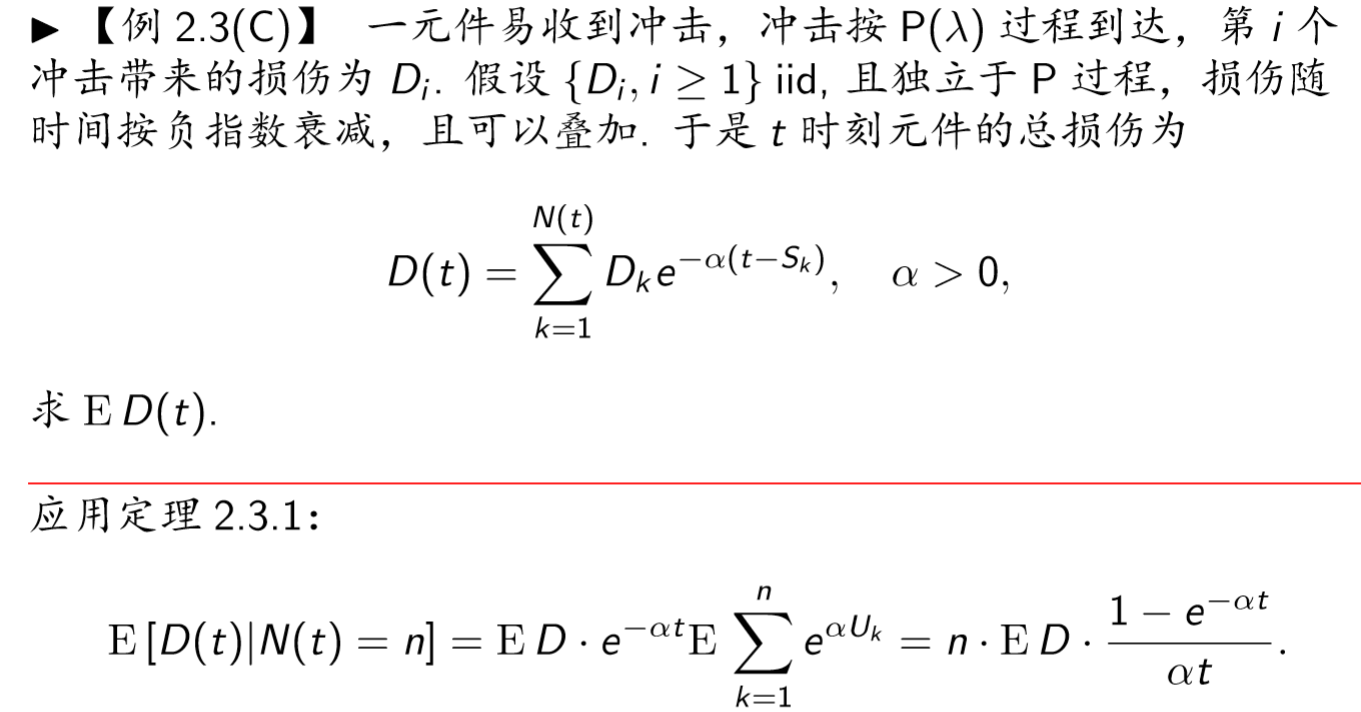 ▶ 【例 2.3(C)】 一元件易收到冲击，冲击按 P(λ) 过程到达，第 i 个
冲击带来的损伤为 D_i. 假设 {D_i, i ≥ 1} iid, 且独立于 P 过程，损伤随
时间按负指数衰减，且可以叠加. 于是 t 时刻元件的总损伤为
D(t) = \sum_{k=1}^{N(t)} D_k e^{-α(t-S_k)}, α > 0,
求 E D(t).
应用定理 2.3.1:
E [D(t)|N(t) = n] = E D · e^{-αt} E \sum_{k=1}^{n} e^{αU_k} = n · E D · \frac{1 - e^{-αt}}{αt}.